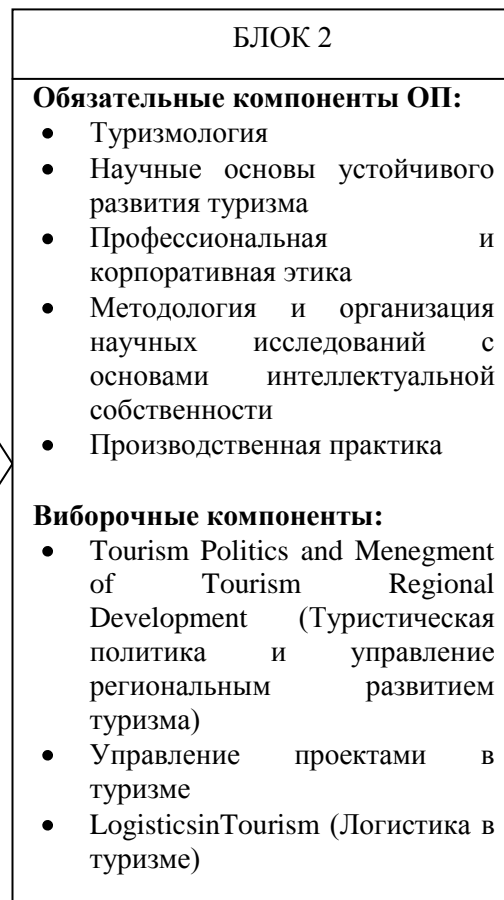 БЛОК 2
Обязательные компоненты ОП:
• Туризмология
• Научные основы устойчивого
развития туризма
• Профессиональная и
корпоративная этика
• Методология и организация
научных исследований с
основами интеллектуальной
собственности
• Производственная практика
Виборочные компоненты:
• Tourism Politics and Menegment
of Tourism Regional
Development (Туристическая
политика и управление
региональным развитием
туризма)
• Управление проектами в
туризме
• LogisticsinTourism (Логистика в
туризме)